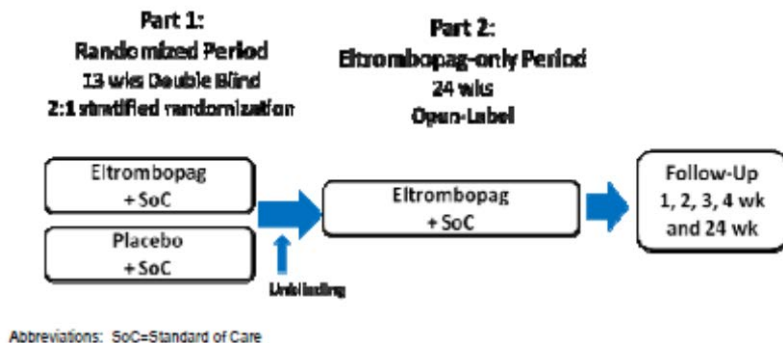 Part 1:
Randomized Period
13 wks Double Blind
2:1 stratified randomization
Part 2:
Eltrombopag-only Period
24 wks
Open-Label
Eltrombopag
+ SoC
Placebo
+ SoC
Unblinding
Eltrombopag
+ SoC
Follow-Up
1, 2, 3, 4 wk
and 24 wk
Abbreviations: SoC=Standard of Care